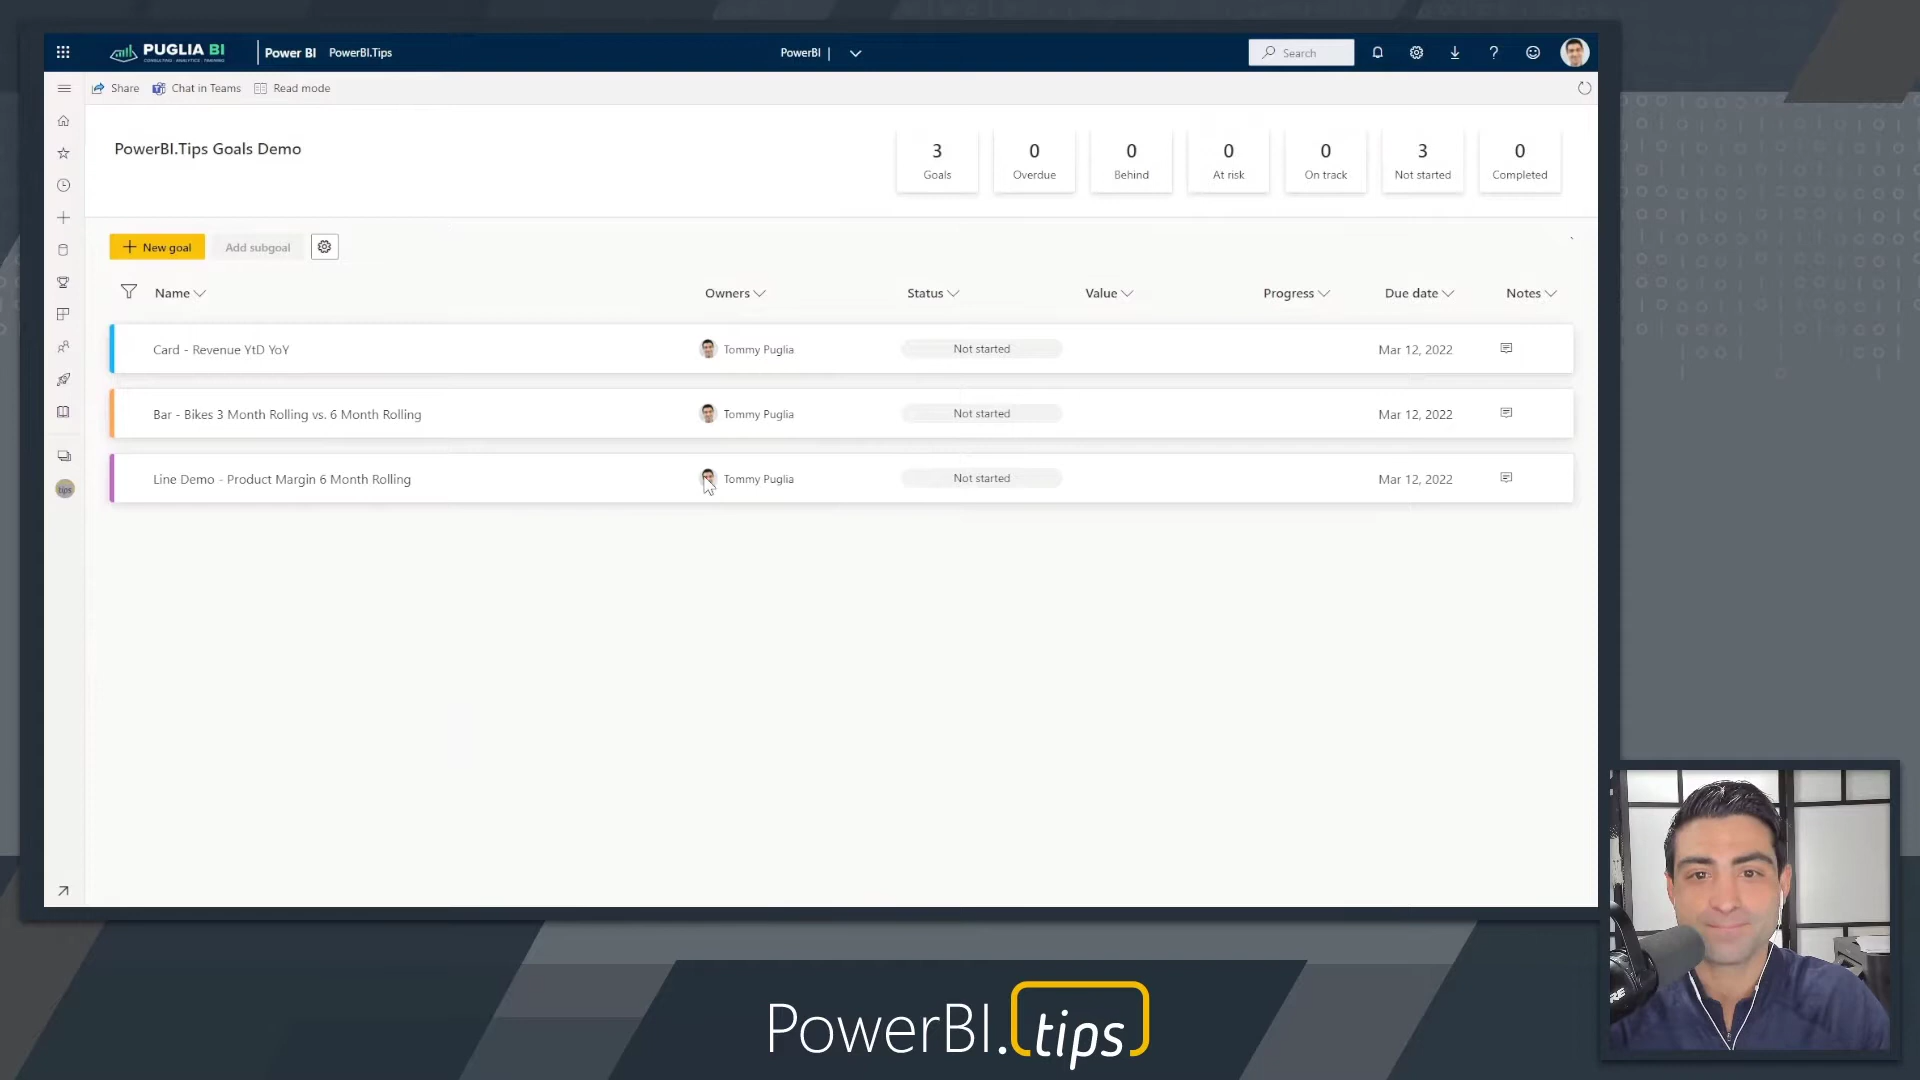 PUGLIA BI
CONSULTING · ANALYTICS · TRAINING
Power BI PowerBI.Tips
PowerBI
Search
Share Chat in Teams Read mode
PowerBI.Tips Goals Demo
3 0 0 0 0 3 0
Goals Overdue Behind At risk On track Not started Completed
New goal Add subgoal
Name Owners Status Value Progress Due date Notes
Card - Revenue YtD YoY Tommy Puglia Not started Mar 12, 2022
Bar - Bikes 3 Month Rolling vs. 6 Month Rolling Tommy Puglia Not started Mar 12, 2022
Line Demo - Product Margin 6 Month Rolling Tommy Puglia Not started Mar 12, 2022
tips
PowerBI.tips